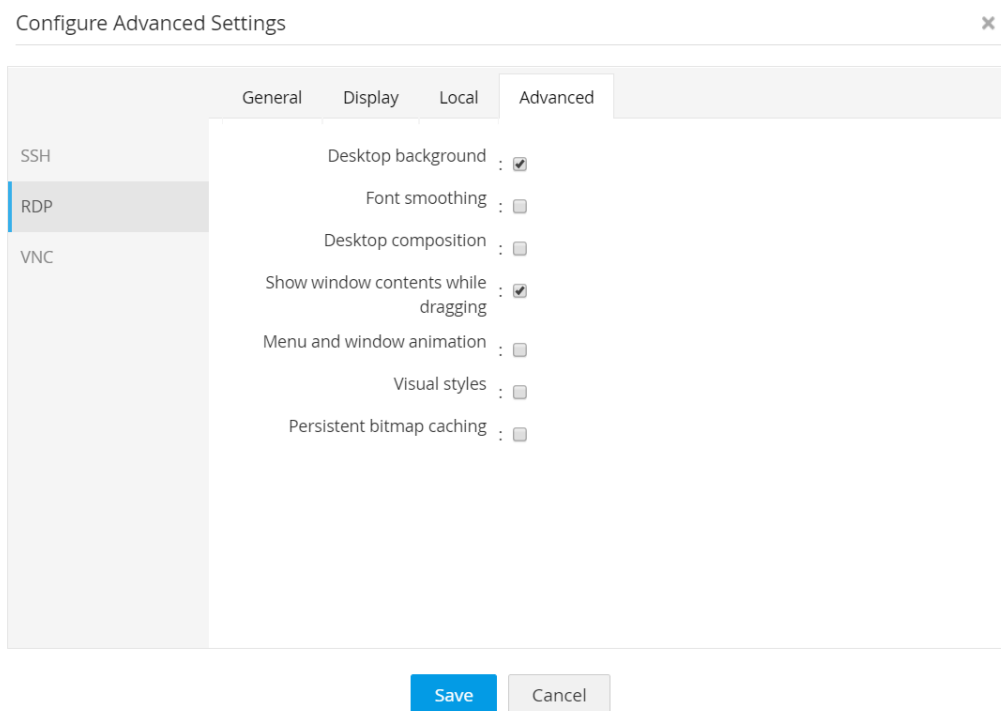 Configure Advanced Settings
General Display Local Advanced
SSH
RDP
VNC
Desktop background :
Font smoothing :
Desktop composition :
Show window contents while :
dragging
Menu and window animation :
Visual styles :
Persistent bitmap caching :
Save Cancel